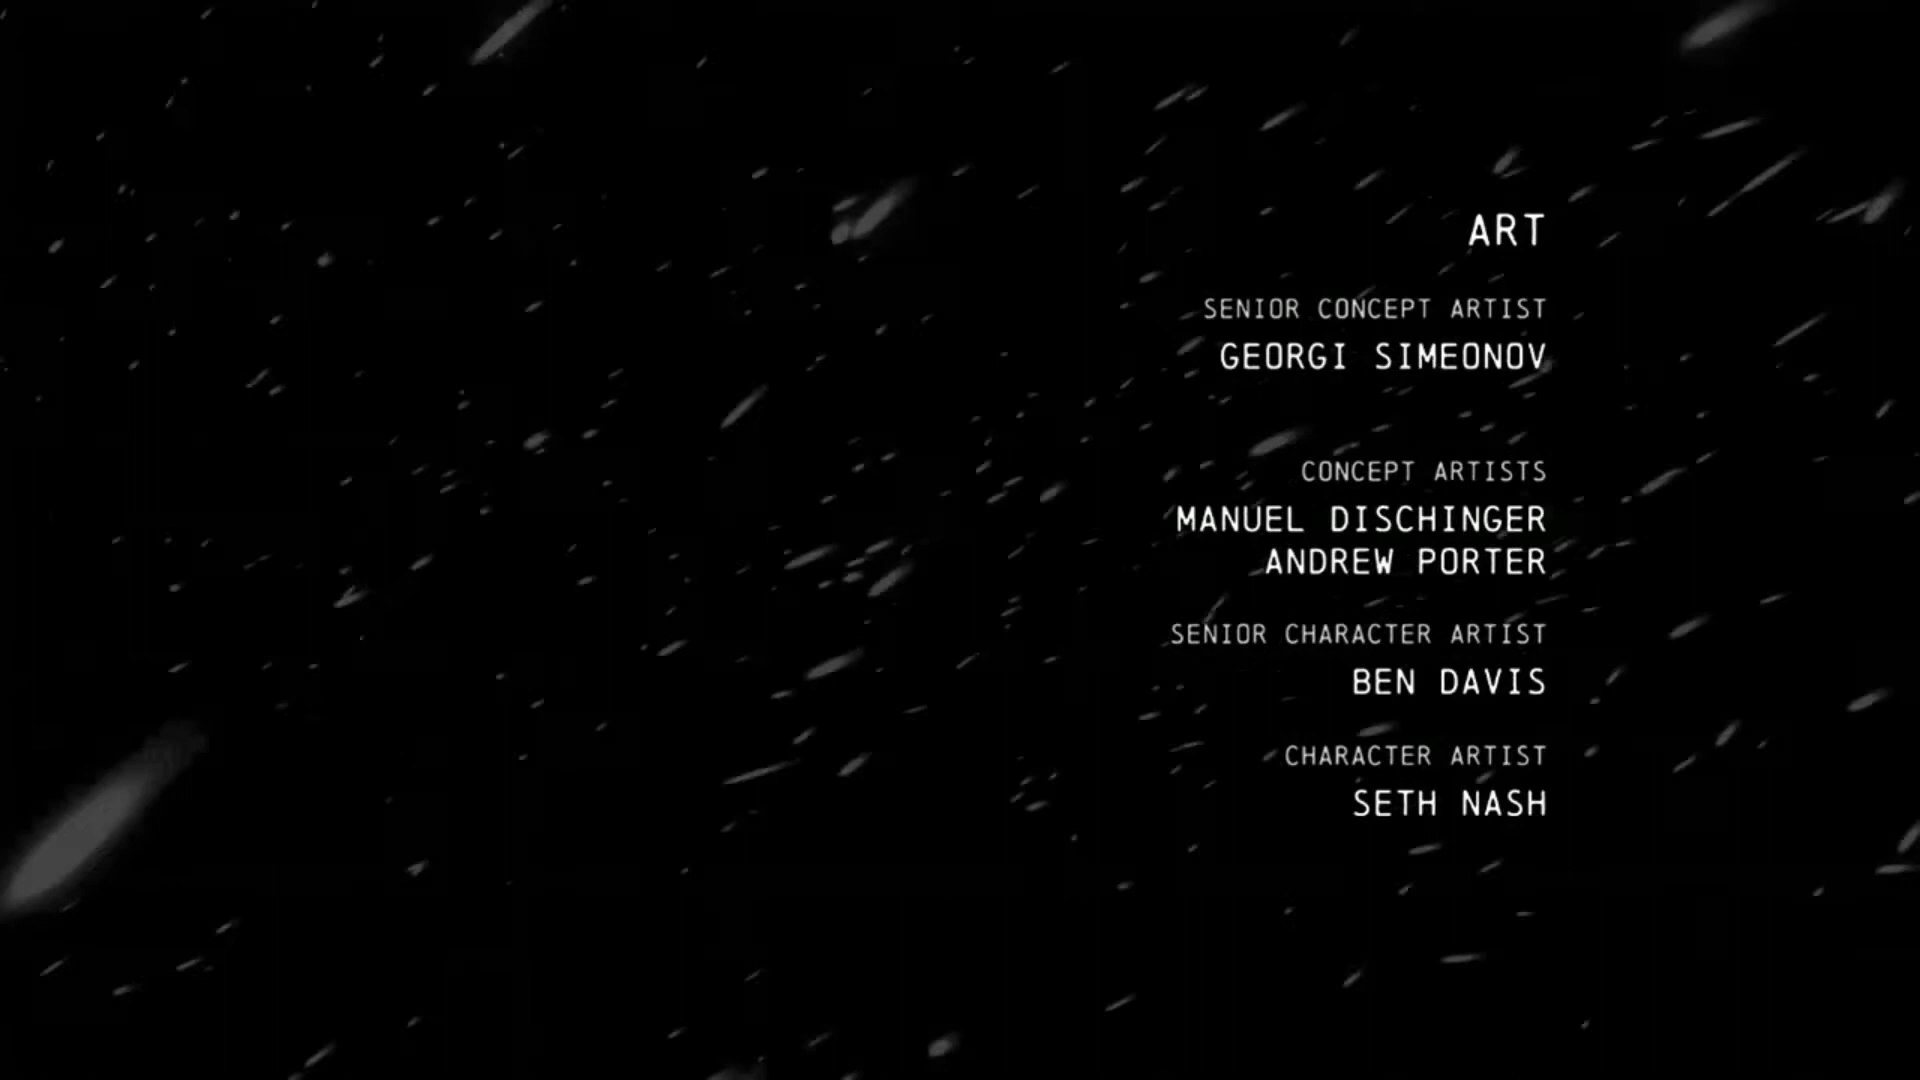 ART
SENIOR CONCEPT ARTIST
GEORGI SIMEONOV
CONCEPT ARTISTS
MANUEL DISCHINGER
ANDREW PORTER
SENIOR CHARACTER ARTIST
BEN DAVIS
CHARACTER ARTIST
SETH NASH